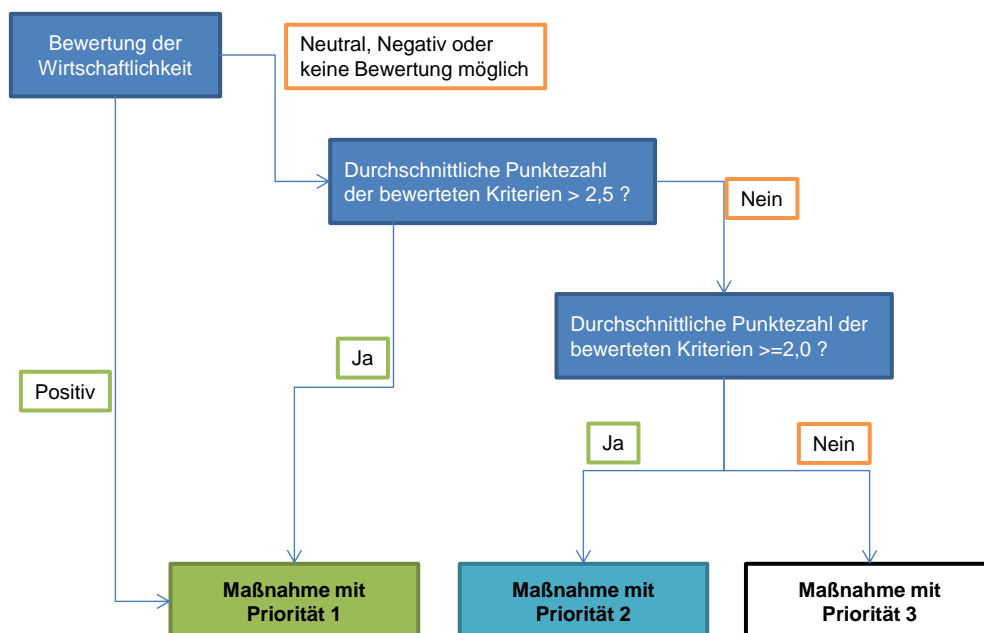 Bewertung der
Wirtschaftlichkeit
Neutral, Negativ oder
keine Bewertung möglich
Durchschnittliche Punktezahl
der bewerteten Kriterien > 2,5 ?
Nein
Durchschnittliche Punktezahl der
bewerteten Kriterien >=2,0 ?
Ja
Positiv
Ja
Nein
Maßnahme mit
Priorität 1
Maßnahme mit
Priorität 2
Maßnahme mit
Priorität 3